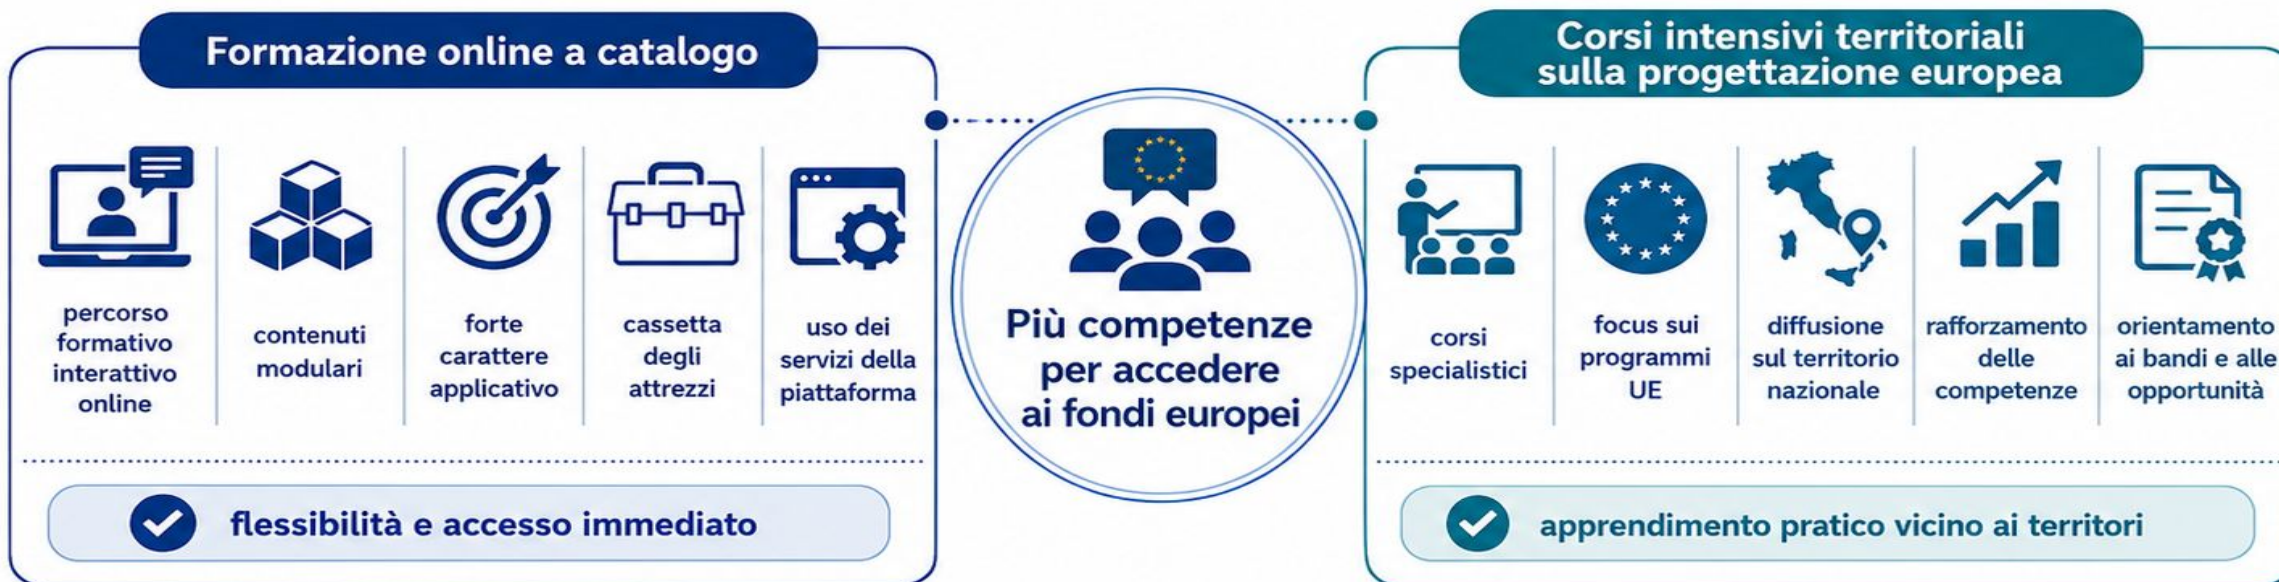 Formazione online a catalogo
percorso
formativo
interattivo
online
contenuti
modulari
forte
carattere
applicativo
cassetta
degli
attrezzi
uso dei
servizi della
piattaforma
flessibilità e accesso immediato
Più competenze
per accedere
ai fondi europei
Corsi intensivi territoriali
sulla progettazione europea
corsi
specialistici
focus sui
programmi
UE
diffusione
sul territorio
nazionale
rafforzamento
delle
competenze
orientamento
ai bandi e alle
opportunità
apprendimento pratico vicino ai territori